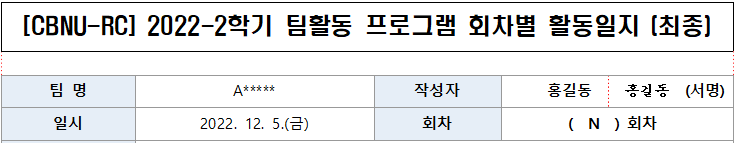 [CBNU-RC] 2022-2학기 팀활동 프로그램 회차별 활동일지 (최종)
팀 명 A***** 작성자 홍길동 홍길동 (서명)
일시 2022. 12. 5.(금) 회차 ( N ) 회차